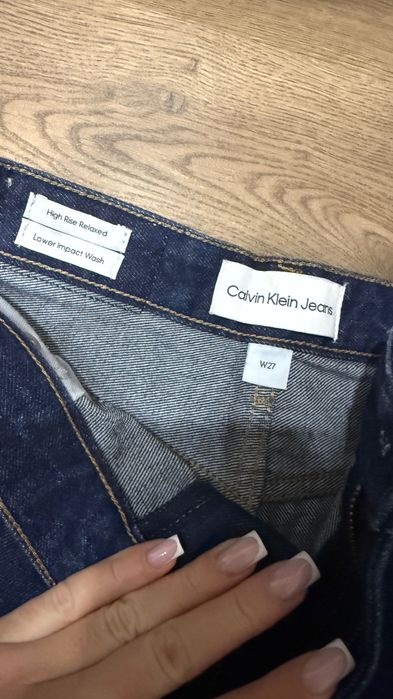 High Rise Relaxed
Lower Impact Wash
Calvin Klein Jeans
W27